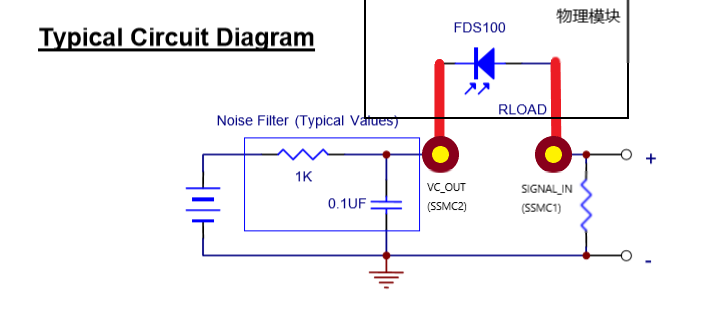 物理模块
FDS100
Typical Circuit Diagram
RLOAD
Noise Filter (Typical Values)
+
1K
VC_OUT
SIGNAL_IN
0.1UF
(SSMC2)
(SSMC1)
-